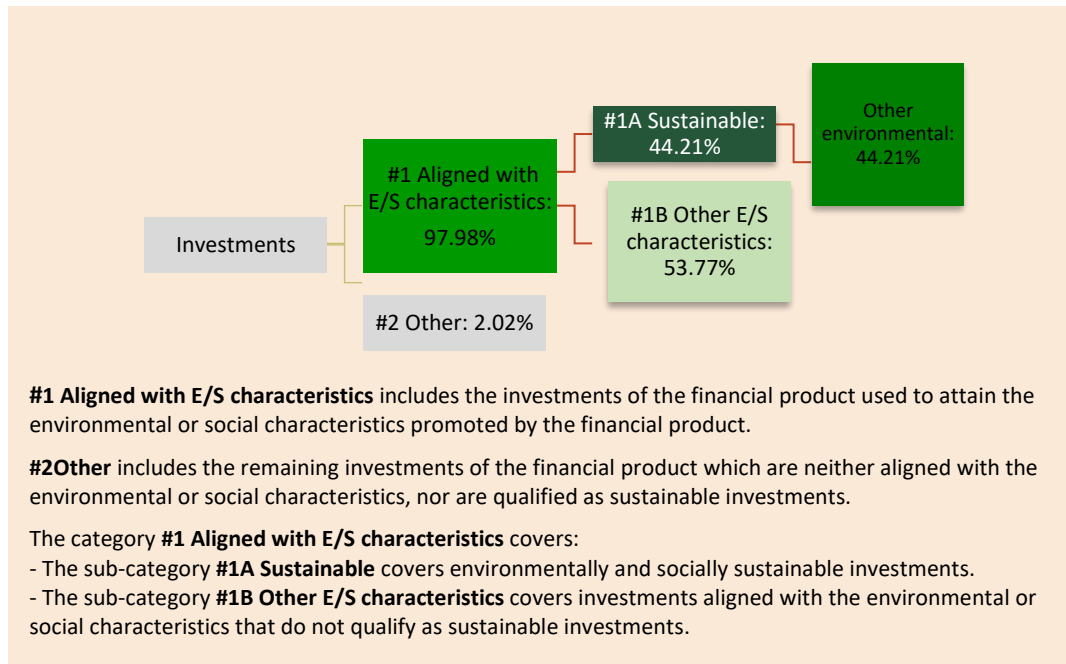 Investments
#1 Aligned with
E/S characteristics:
97.98%
#2 Other: 2.02%
#1A Sustainable:
44.21%
#1B Other E/S
characteristics:
53.77%
Other
environmental:
44.21%
#1 Aligned with E/S characteristics includes the investments of the financial product used to attain the
environmental or social characteristics promoted by the financial product.
#2Other includes the remaining investments of the financial product which are neither aligned with the
environmental or social characteristics, nor are qualified as sustainable investments.
The category #1 Aligned with E/S characteristics covers:
- The sub-category #1A Sustainable covers environmentally and socially sustainable investments.
- The sub-category #1B Other E/S characteristics covers investments aligned with the environmental or
social characteristics that do not qualify as sustainable investments.